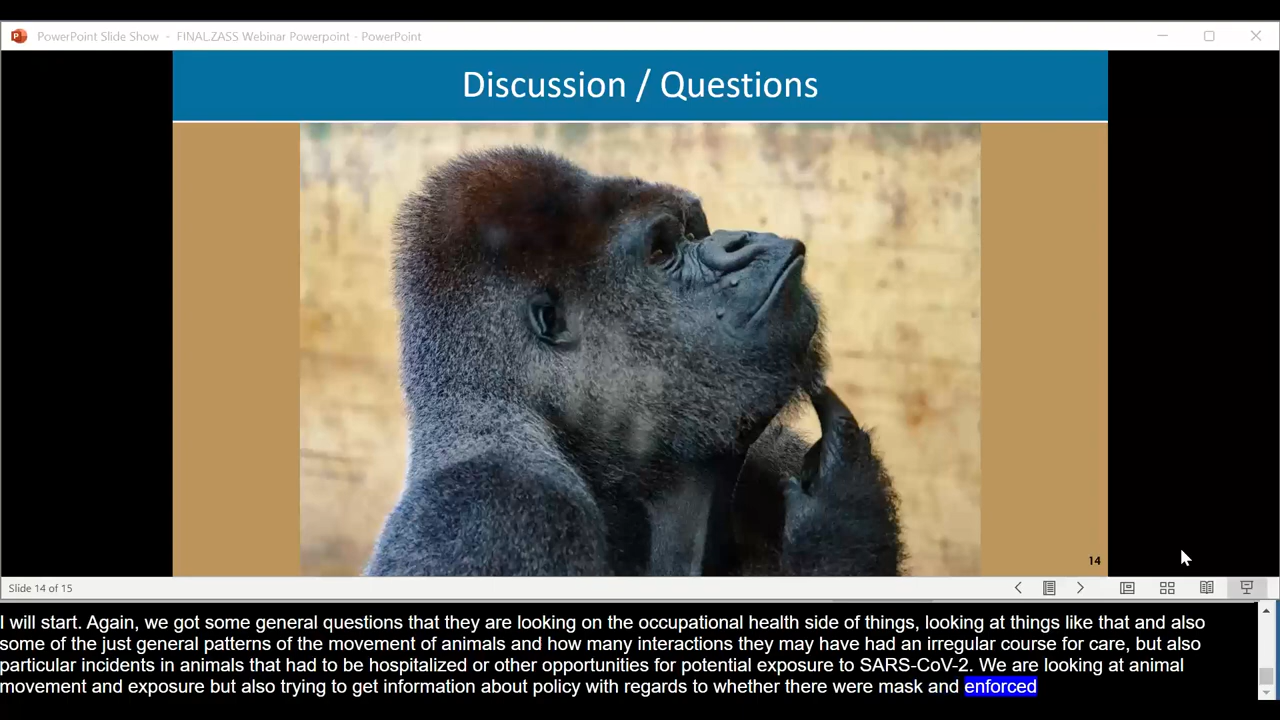 PowerPoint Slide Show - FINAL.ZASS Webinar Powerpoint - PowerPoint
Discussion / Questions
14
Slide 14 of 15
I will start. Again, we got some general questions that they are looking on the occupational health side of things, looking at things like that and also
some of the just general patterns of the movement of animals and how many interactions they may have had an irregular course for care, but also
particular incidents in animals that had to be hospitalized or other opportunities for potential exposure to SARS-CoV-2. We are looking at animal
movement and exposure but also trying to get information about policy with regards to whether there were mask and enforced